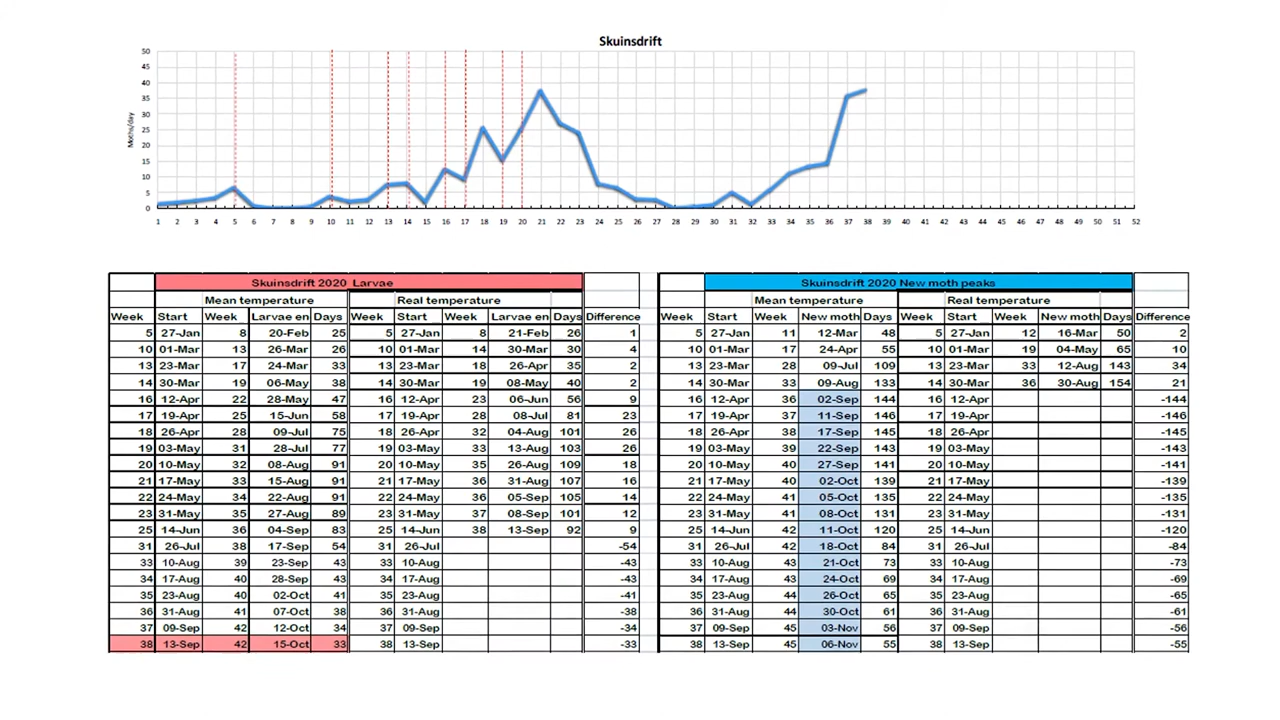 Skuinsdrift
50
45
40
35
30
25
20
15
10
5
0
Moths/day
1 2 3 4 5 6 7 8 9 10 11 12 13 14 15 16 17 18 19 20 21 22 23 24 25 26 27 28 29 30 31 32 33 34 35 36 37 38 39 40 41 42 43 44 45 46 47 48 49 50 51 52
Skuinsdrift 2020 Larvae
Mean temperature Real temperature
Week Start Week Larvae en Days Week Start Week Larvae en Days Difference
5 27-Jan 8 20-Feb 25 5 27-Jan 8 21-Feb 26 1
10 01-Mar 13 26-Mar 26 10 01-Mar 14 30-Mar 30 4
13 23-Mar 17 24-Mar 33 13 23-Mar 18 26-Apr 35 2
14 30-Mar 19 06-May 38 14 30-Mar 19 08-May 40 2
16 12-Apr 22 28-May 47 16 12-Apr 23 06-Jun 56 9
17 19-Apr 25 15-Jun 58 17 19-Apr 28 08-Jul 81 23
18 26-Apr 28 09-Jul 75 18 26-Apr 32 04-Aug 101 26
19 03-May 31 28-Jul 77 19 03-May 33 13-Aug 103 26
20 10-May 32 08-Aug 91 20 10-May 35 26-Aug 109 18
21 17-May 33 15-Aug 91 21 17-May 36 31-Aug 107 16
22 24-May 34 22-Aug 91 22 24-May 36 05-Sep 105 14
23 31-May 35 27-Aug 89 23 31-May 37 08-Sep 101 12
25 14-Jun 36 04-Sep 83 25 14-Jun 38 13-Sep 92 9
31 26-Jul 38 17-Sep 54 31 26-Jul -54
33 10-Aug 39 23-Sep 43 33 10-Aug -43
34 17-Aug 40 28-Sep 43 34 17-Aug -43
35 23-Aug 40 02-Oct 41 35 23-Aug -41
36 31-Aug 41 07-Oct 38 36 31-Aug -38
37 09-Sep 42 12-Oct 34 37 09-Sep -34
38 13-Sep 42 15-Oct 33 38 13-Sep -33
Skuinsdrift 2020 New moth peaks
Mean temperature Real temperature
Week Start Week New moth Days Week Start Week New moth Days Difference
5 27-Jan 11 12-Mar 48 5 27-Jan 12 16-Mar 50 2
10 01-Mar 17 24-Apr 55 10 01-Mar 19 04-May 65 10
13 23-Mar 28 09-Jul 109 13 23-Mar 33 12-Aug 143 34
14 30-Mar 33 09-Aug 133 14 30-Mar 36 30-Aug 154 21
16 12-Apr 36 02-Sep 144 16 12-Apr -144
17 19-Apr 37 11-Sep 146 17 19-Apr -146
18 26-Apr 38 17-Sep 145 18 26-Apr -145
19 03-May 39 22-Sep 143 19 03-May -143
20 10-May 40 27-Sep 141 20 10-May -141
21 17-May 40 02-Oct 139 21 17-May -139
22 24-May 41 05-Oct 135 22 24-May -135
23 31-May 41 08-Oct 131 23 31-May -131
25 14-Jun 42 11-Oct 120 25 14-Jun -120
31 26-Jul 42 18-Oct 84 31 26-Jul -84
33 10-Aug 43 21-Oct 73 33 10-Aug -73
34 17-Aug 43 24-Oct 69 34 17-Aug -69
35 23-Aug 44 26-Oct 65 35 23-Aug -65
36 31-Aug 44 30-Oct 61 36 31-Aug -61
37 09-Sep 45 03-Nov 56 37 09-Sep -56
38 13-Sep 45 06-Nov 55 38 13-Sep -55